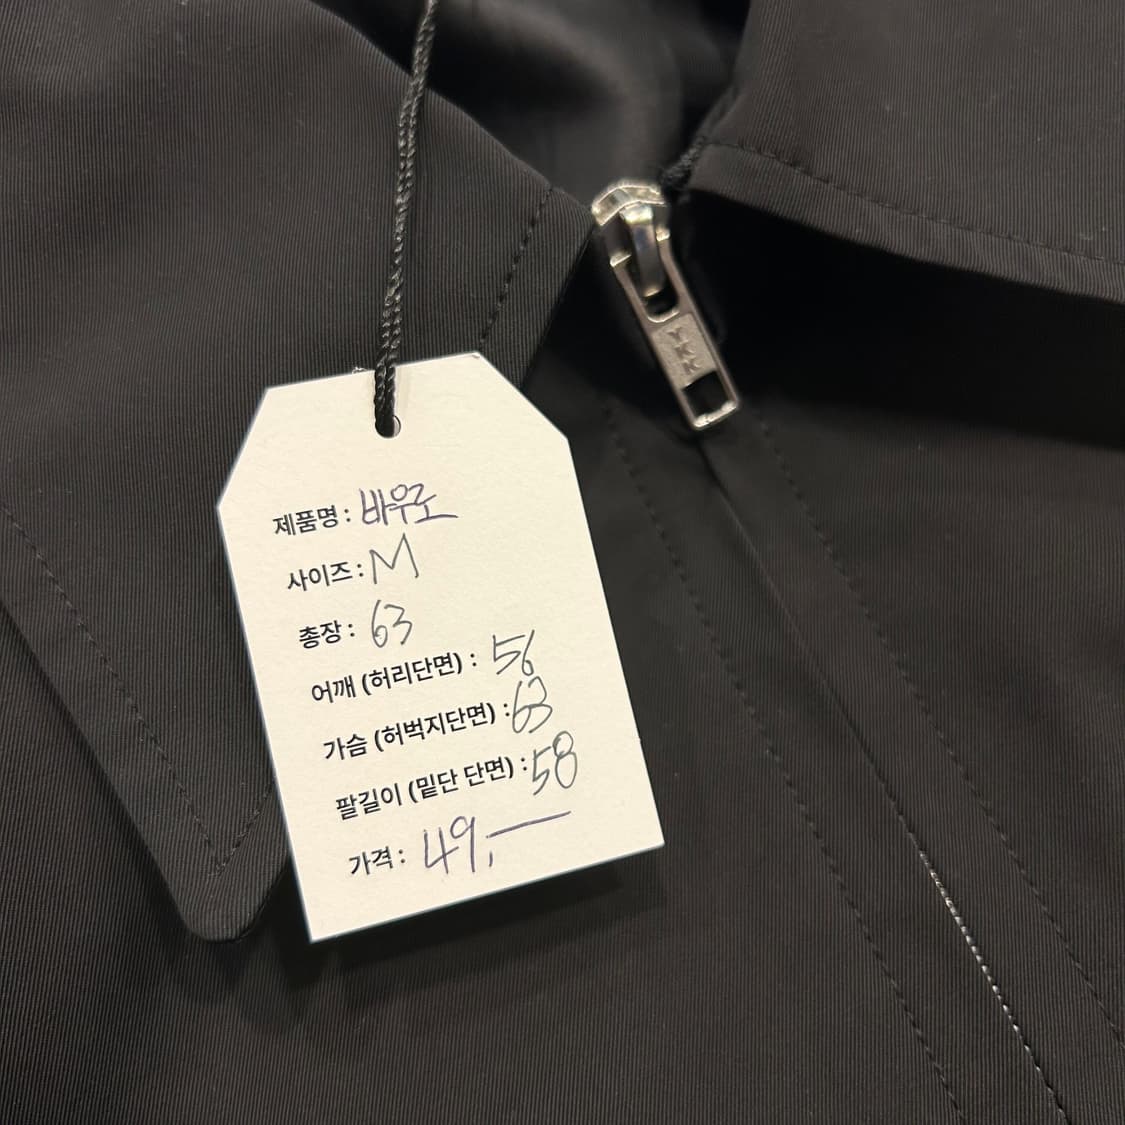 제품명 : 바우로
사이즈 : M
총장 : 63
어깨 (허리단면) : 56
가슴 (허벅지단면) : 63
팔길이 (밑단 단면) : 58
가격 : 49,—
YKK